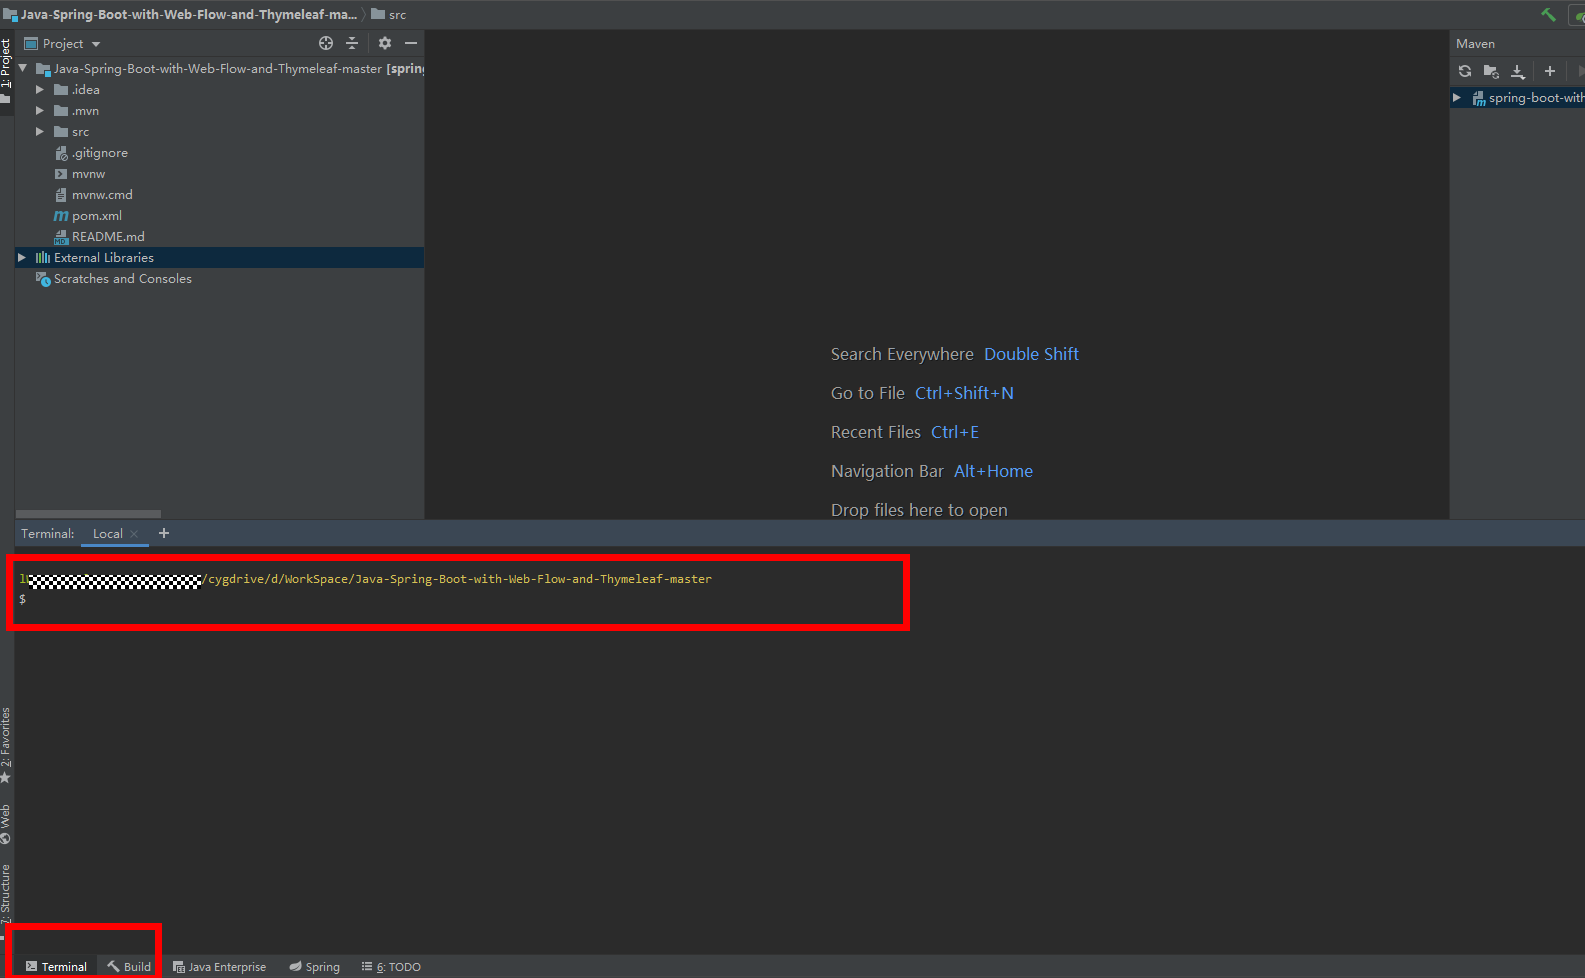 Java-Spring-Boot-with-Web-Flow-and-Thymeleaf-ma... src
1: Project
Project
Java-Spring-Boot-with-Web-Flow-and-Thymeleaf-master [spring
.idea
.mvn
src
.gitignore
mvnw
mvnw.cmd
pom.xml
README.md
External Libraries
Scratches and Consoles
Search Everywhere Double Shift
Go to File Ctrl+Shift+N
Recent Files Ctrl+E
Navigation Bar Alt+Home
Drop files here to open
Maven
spring-boot-with
Terminal: Local
/cygdrive/d/WorkSpace/Java-Spring-Boot-with-Web-Flow-and-Thymeleaf-master
$
2: Favorites
Web
7: Structure
Terminal Build Java Enterprise Spring 6: TODO